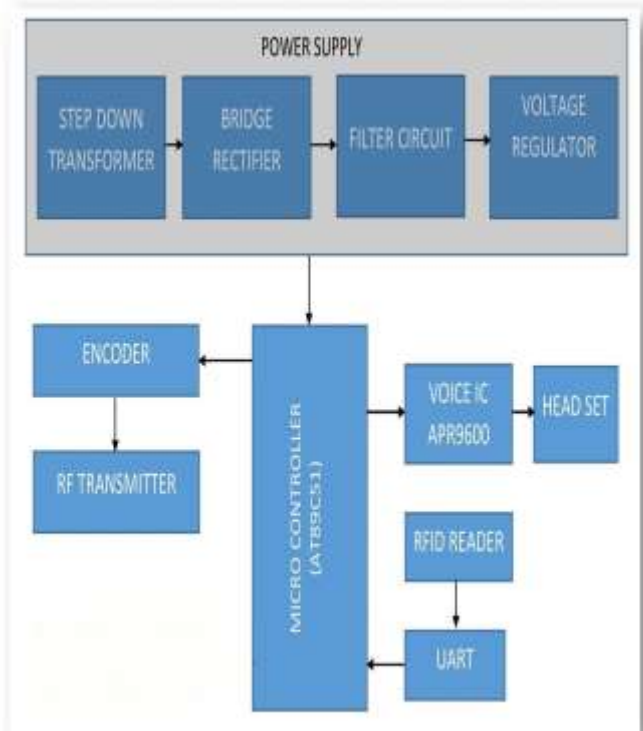 POWER SUPPLY
STEP DOWN
TRANSFORMER
BRIDGE
RECTIFIER
FILTER CIRCUIT
VOLTAGE
REGULATOR
ENCODER
RF TRANSMITTER
MICRO CONTROLLER
(AT89C51)
VOICE IC
APR9600
HEAD SET
RFID READER
UART